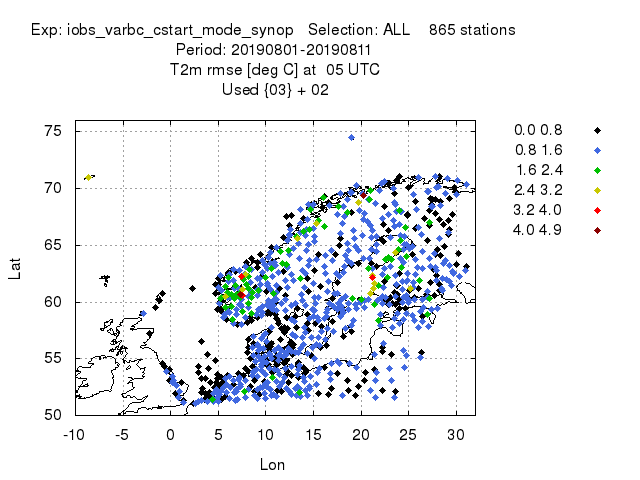 Exp: iobs_varbc_cstart_mode_synop   Selection: ALL    865 stations
Period: 20190801-20190811
T2m rmse [deg C] at  05 UTC
Used {03} + 02
0.0 0.8
0.8 1.6
1.6 2.4
2.4 3.2
3.2 4.0
4.0 4.9
75
70
65
60
55
50
Lat
-10 -5 0 5 10 15 20 25 30
Lon